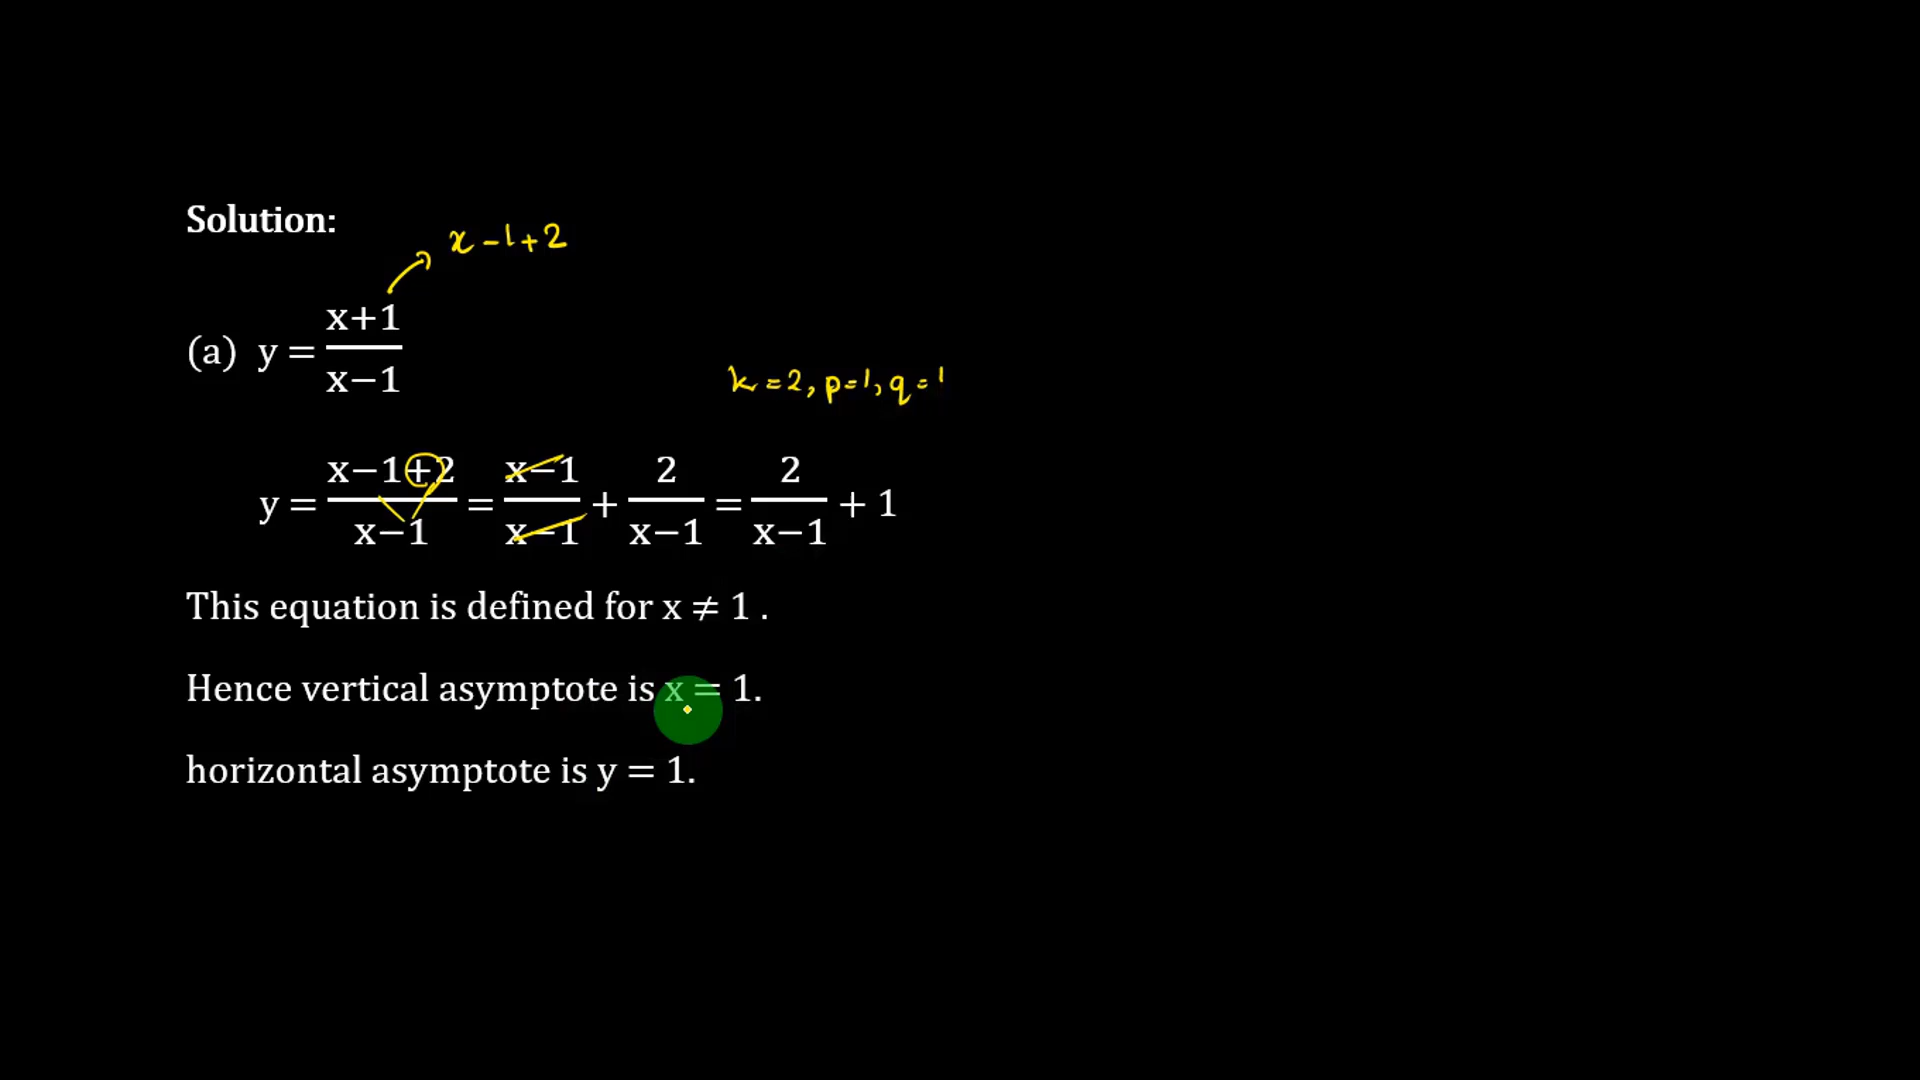 Solution:
x - 1 + 2
(a) y = x+1 / x−1
k = 2, p = 1, q = 1
y = x−1+2 / x−1 = x−1 / x−1 + 2 / x−1 = 2 / x−1 + 1
This equation is defined for x ≠ 1 .
Hence vertical asymptote is x = 1.
horizontal asymptote is y = 1.